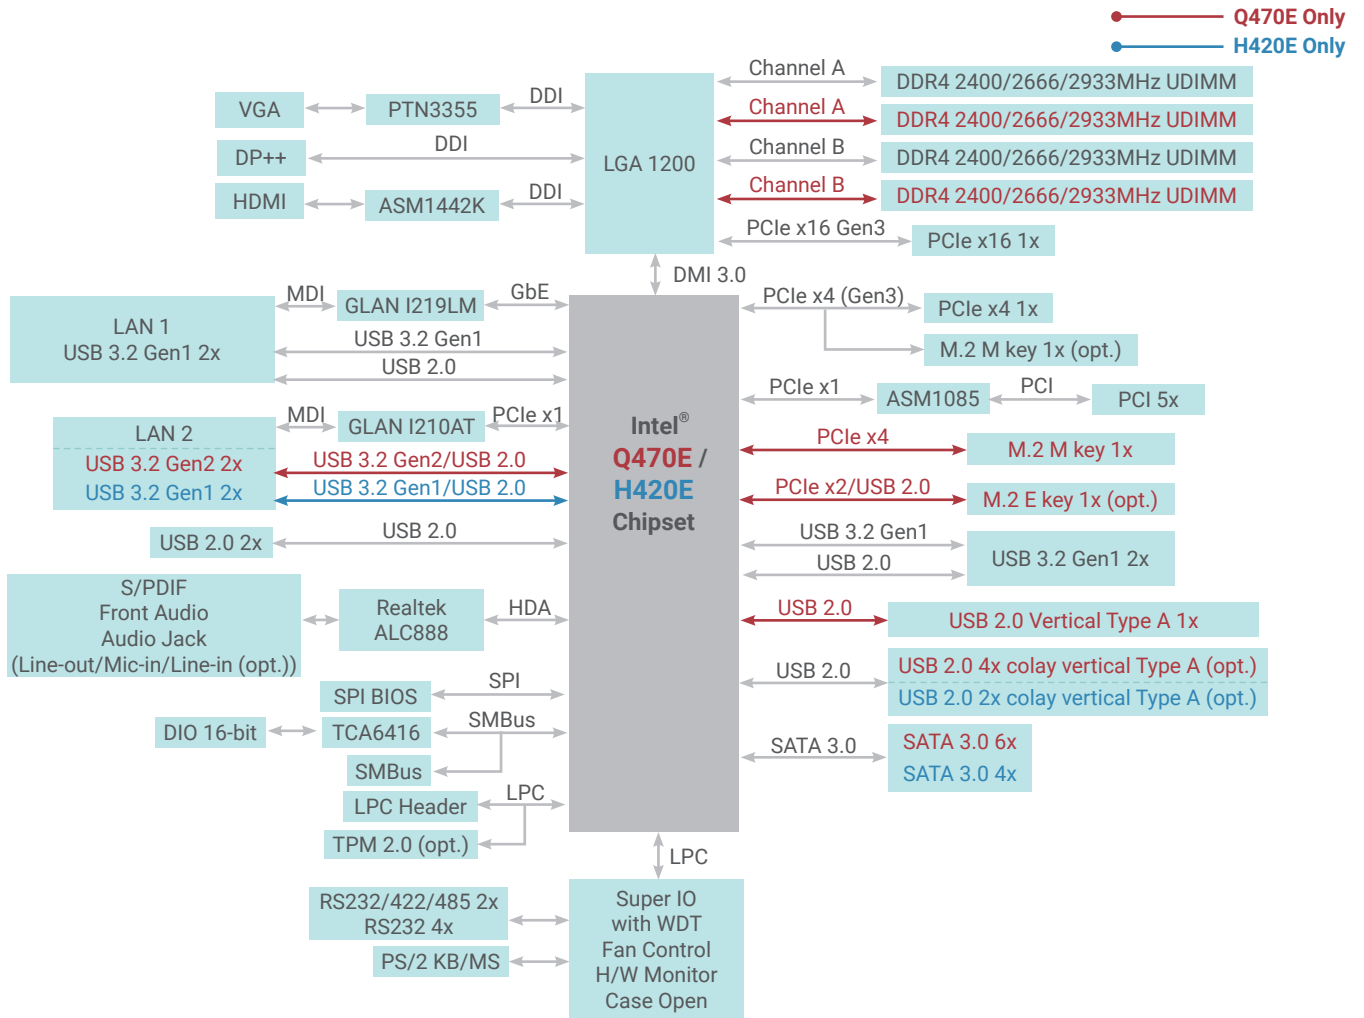 Q470E Only
H420E Only
VGA
PTN3355
DDI
DP++
DDI
HDMI
ASM1442K
DDI
LGA 1200
Channel A
DDR4 2400/2666/2933MHz UDIMM
Channel A
DDR4 2400/2666/2933MHz UDIMM
Channel B
DDR4 2400/2666/2933MHz UDIMM
Channel B
DDR4 2400/2666/2933MHz UDIMM
PCIe x16 Gen3
PCIe x16 1x
DMI 3.0
LAN 1
USB 3.2 Gen1 2x
MDI
GLAN I219LM
GbE
USB 3.2 Gen1
USB 2.0
LAN 2
USB 3.2 Gen2 2x
USB 3.2 Gen1 2x
MDI
GLAN I210AT
PCIe x1
USB 3.2 Gen2/USB 2.0
USB 3.2 Gen1/USB 2.0
USB 2.0 2x
USB 2.0
S/PDIF
Front Audio
Audio Jack
(Line-out/Mic-in/Line-in (opt.))
Realtek
ALC888
HDA
SPI BIOS
SPI
DIO 16-bit
TCA6416
SMBus
SMBus
LPC Header
LPC
TPM 2.0 (opt.)
Intel®
Q470E /
H420E
Chipset
PCIe x4 (Gen3)
PCIe x4 1x
M.2 M key 1x (opt.)
PCIe x1
ASM1085
PCI
PCI 5x
PCIe x4
M.2 M key 1x
PCIe x2/USB 2.0
M.2 E key 1x (opt.)
USB 3.2 Gen1
USB 2.0
USB 3.2 Gen1 2x
USB 2.0
USB 2.0 Vertical Type A 1x
USB 2.0
USB 2.0 4x colay vertical Type A (opt.)
USB 2.0 2x colay vertical Type A (opt.)
SATA 3.0
SATA 3.0 6x
SATA 3.0 4x
LPC
RS232/422/485 2x
RS232 4x
PS/2 KB/MS
Super IO
with WDT
Fan Control
H/W Monitor
Case Open